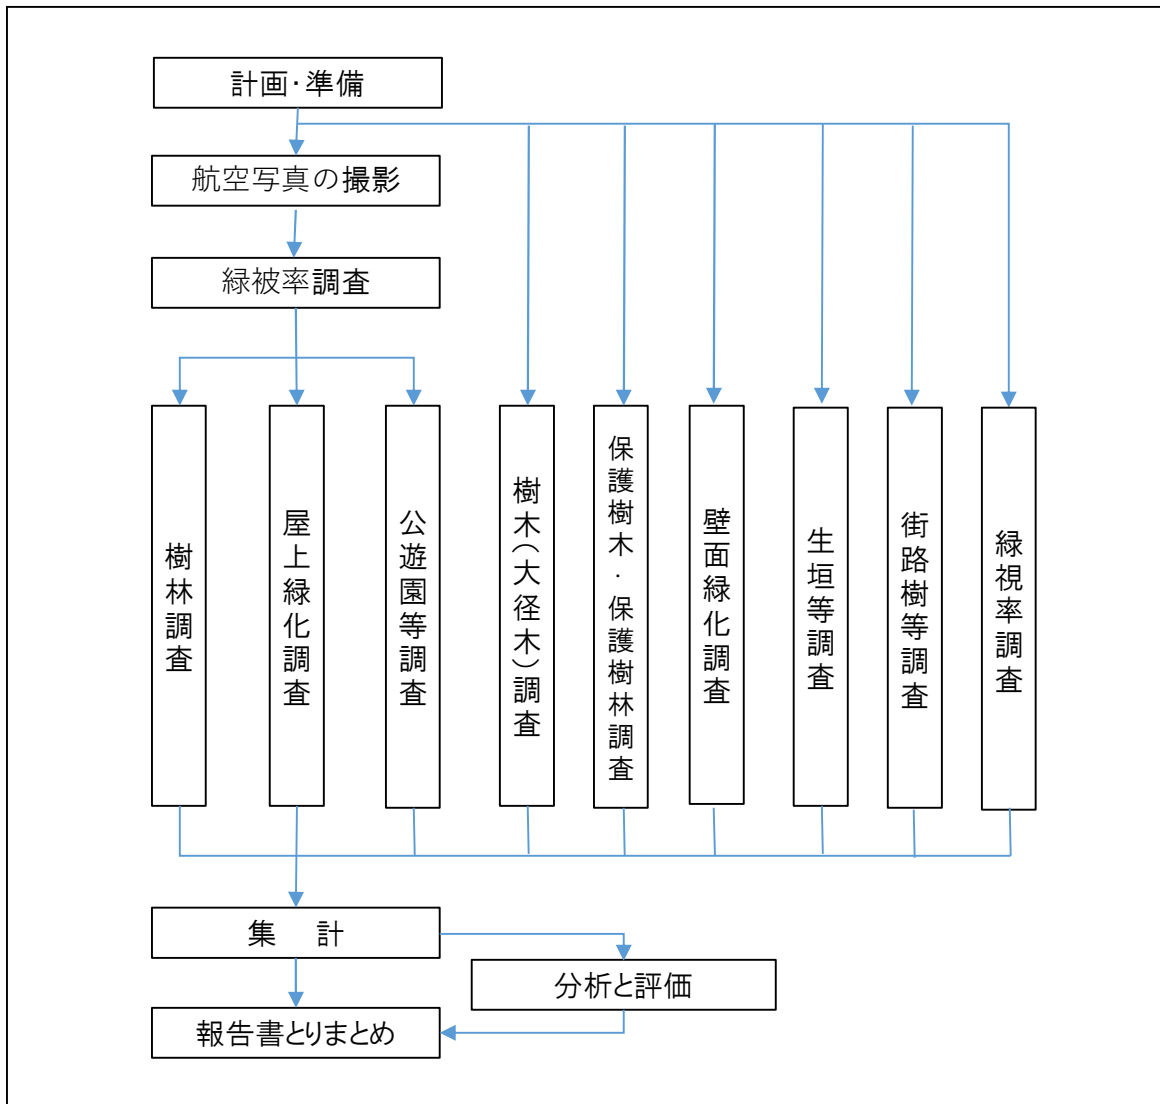 計画・準備
航空写真の撮影
緑被率調査
樹林調査
屋上緑化調査
公遊園等調査
樹木(大径木)調査
保護樹木・保護樹林調査
壁面緑化調査
生垣等調査
街路樹等調査
緑視率調査
集　計
分析と評価
報告書とりまとめ